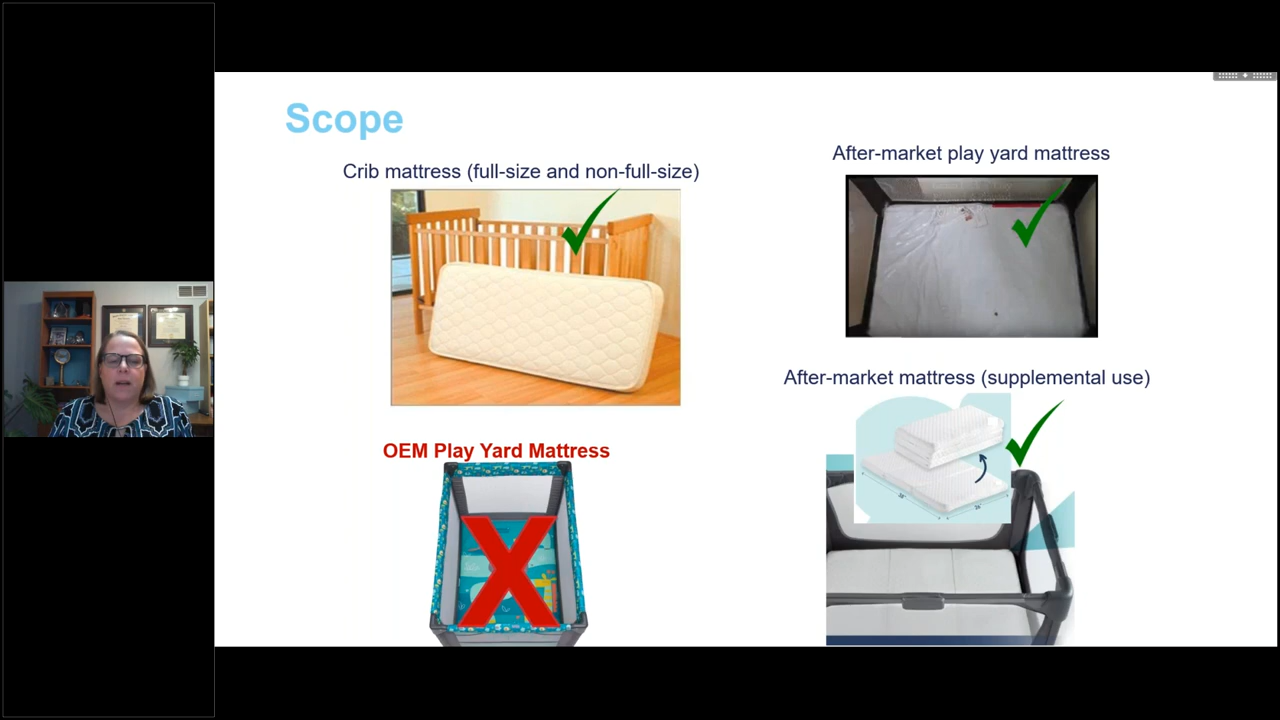 Scope
Crib mattress (full-size and non-full-size)
After-market play yard mattress
After-market mattress (supplemental use)
OEM Play Yard Mattress
X